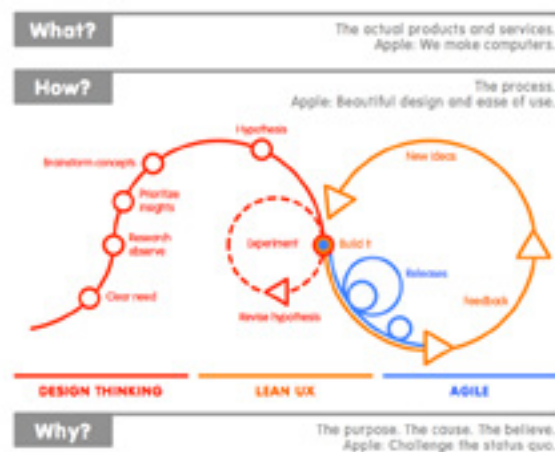 What?
The actual products and services.
Apple: We make computers.
How?
The process.
Apple: Beautiful design and ease of use.
Hypothesis
Brainstorm concepts
New ideas
Prioritize
insights
Research
observe
Experiment
Build it
Releases
Clear need
Feedback
Revise hypothesis
DESIGN THINKING
LEAN UX
AGILE
Why?
The purpose. The cause. The believe.
Apple: Challenge the status quo.